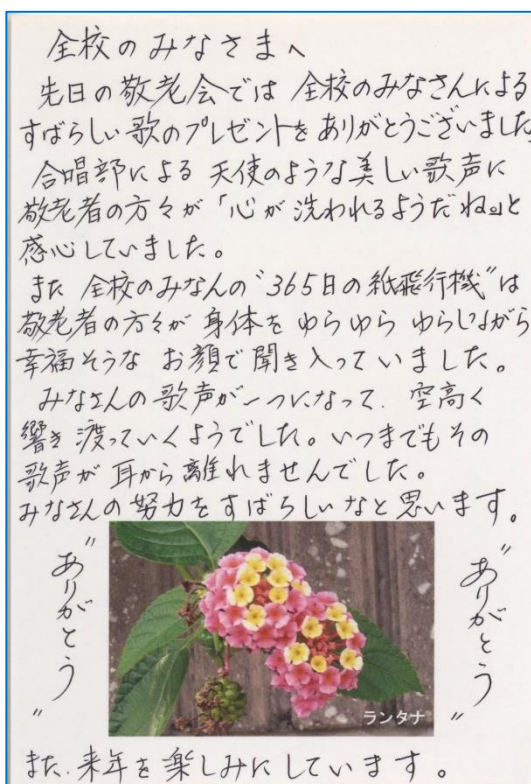 全校のみなさまへ
先日の敬老会では 全校のみなさんによる
すばらしい歌のプレゼントを ありがとうございました
合唱部による 天使のような美しい歌声に
敬老者の方々が「心が洗われるようだね。」と
感心していました。
また 全校のみなんの“365日の紙飛行機”は
敬老者の方々が 身体を ゆらゆら ゆらしながら
幸福そうな お顔で聞き入っていました。
みなさんの歌声が一つになって、空高く
響き渡っていくようでした。いつまでもその
歌声が 耳から離れませんでした。
みなさんの努力をすばらしいなと思います。
“ありがとう”
“ありがとう”
ランタナ
また、来年を楽しみにしています。